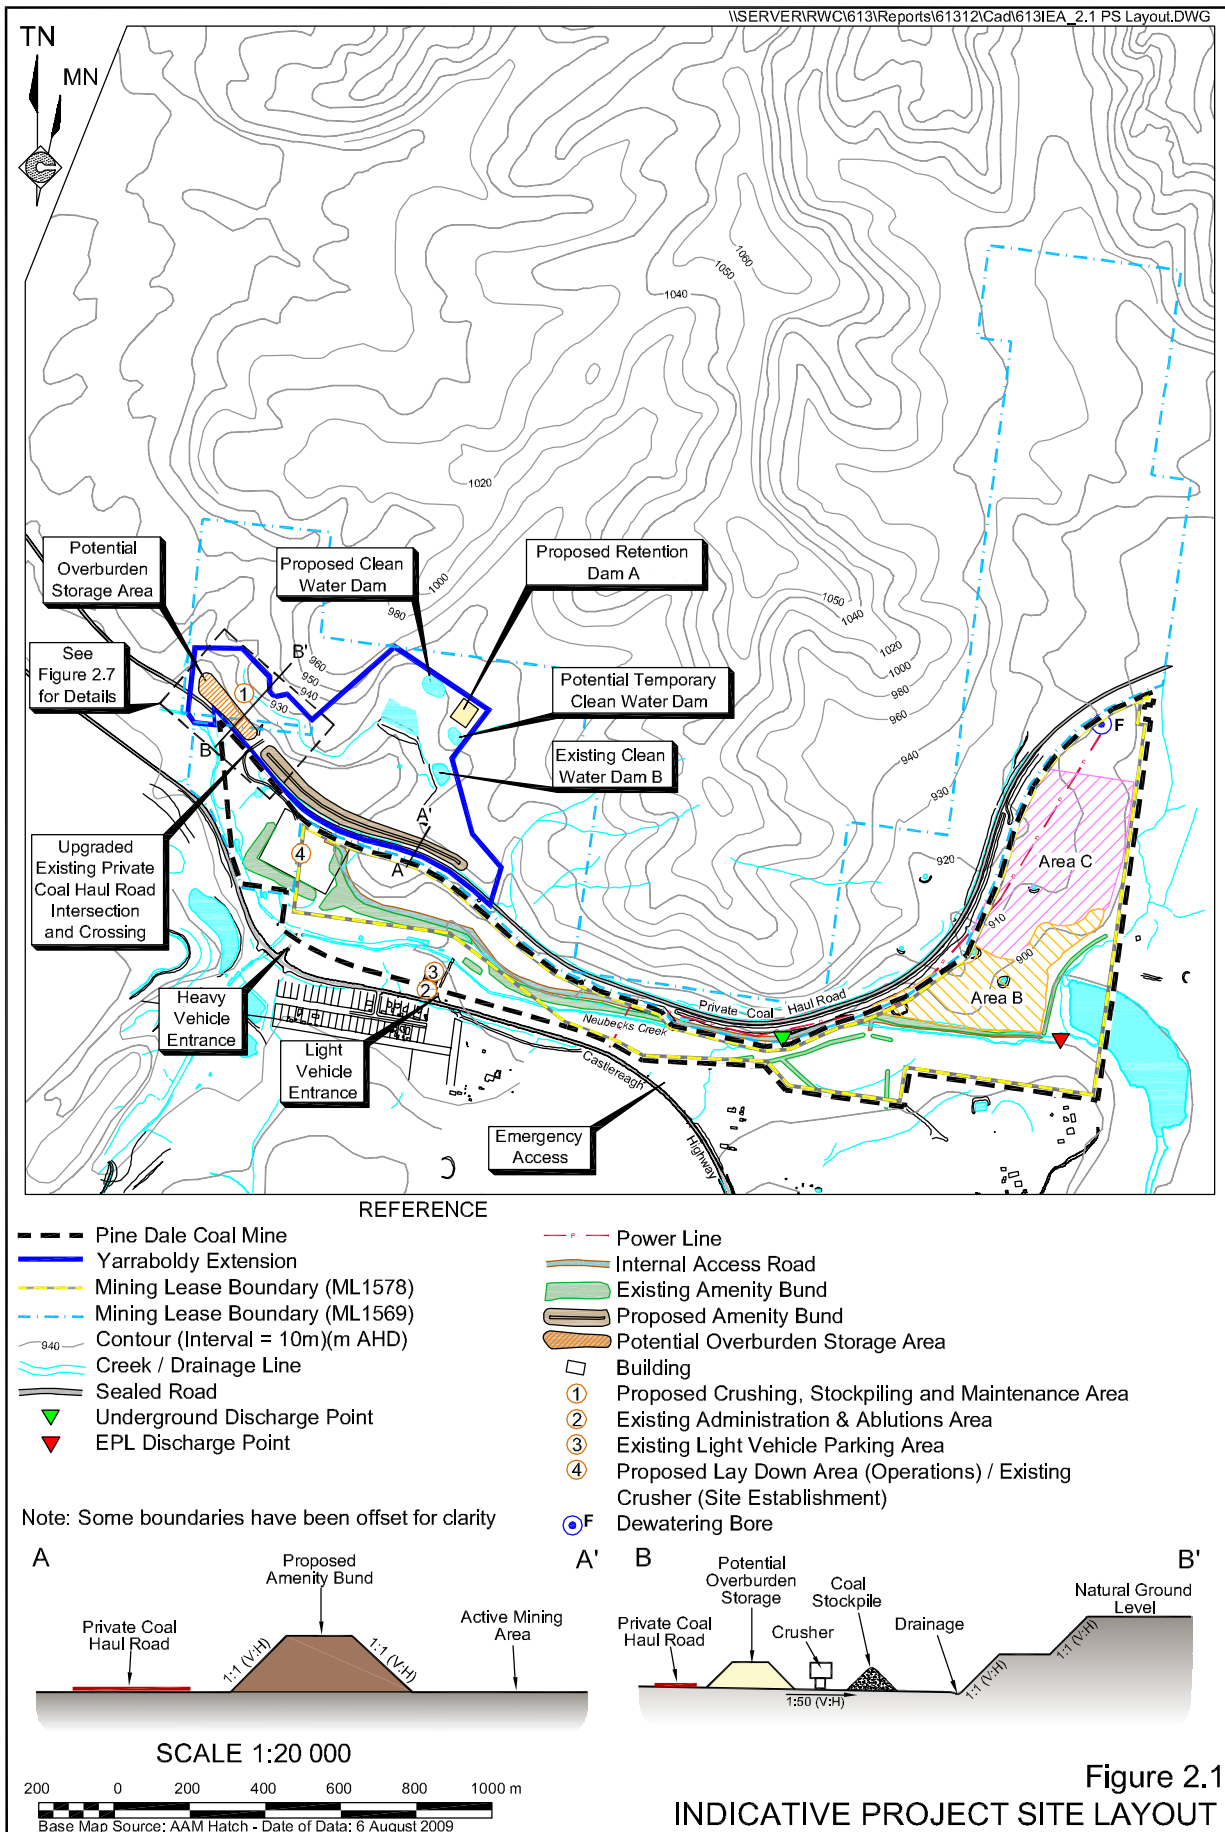 \\SERVER\RWC\613\Reports\61312\Cad\613IEA_2.1 PS Layout.DWG
TN
MN
1060
1050
1040
1020
1000
980
1050
1040
1020
1000
980
960
940
930
920
910
900
960
950
940
930
Potential
Overburden
Storage Area
Proposed Clean
Water Dam
Proposed Retention
Dam A
See
Figure 2.7
for Details
Potential Temporary
Clean Water Dam
Existing Clean
Water Dam B
B'
B
1
A'
A
4
F
Area C
Area B
Upgraded
Existing Private
Coal Haul Road
Intersection
and Crossing
3
2
Heavy
Vehicle
Entrance
Light
Vehicle
Entrance
Private Coal Haul Road
Neubecks Creek
Castlereagh
Highway
Emergency
Access
REFERENCE
Pine Dale Coal Mine
Yarraboldy Extension
Mining Lease Boundary (ML1578)
Mining Lease Boundary (ML1569)
940
Contour (Interval = 10m)(m AHD)
Creek / Drainage Line
Sealed Road
Underground Discharge Point
EPL Discharge Point
P
Power Line
Internal Access Road
Existing Amenity Bund
Proposed Amenity Bund
Potential Overburden Storage Area
Building
1 Proposed Crushing, Stockpiling and Maintenance Area
2 Existing Administration & Ablutions Area
3 Existing Light Vehicle Parking Area
4 Proposed Lay Down Area (Operations) / Existing
Crusher (Site Establishment)
F Dewatering Bore
Note: Some boundaries have been offset for clarity
A
A'
Proposed
Amenity Bund
Private Coal
Haul Road
1:1 (V:H)
1:1 (V:H)
Active Mining
Area
B
B'
Potential
Overburden
Storage
Coal
Stockpile
Natural Ground
Level
Private Coal
Haul Road
Crusher
Drainage
1:50 (V:H)
1:1 (V:H)
1:1 (V:H)
SCALE 1:20 000
200 0 200 400 600 800 1000 m
Base Map Source: AAM Hatch - Date of Data: 6 August 2009
Figure 2.1
INDICATIVE PROJECT SITE LAYOUT